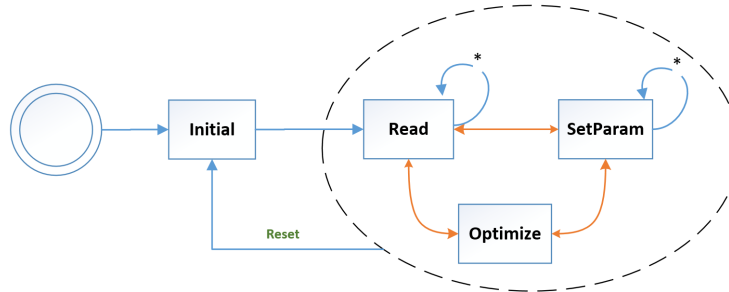 *
*
Initial
Read
SetParam
Reset
Optimize